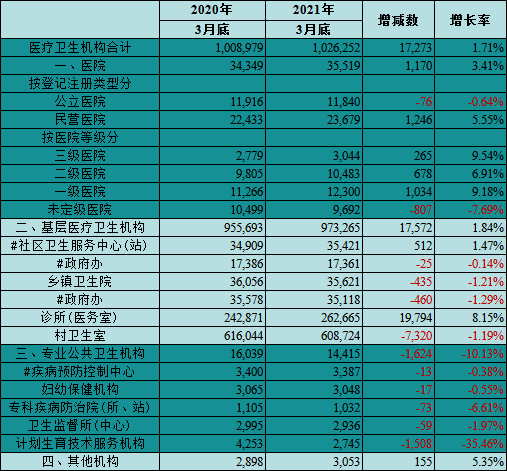 2020年 2021年 增减数 增长率
3月底 3月底
医疗卫生机构合计 1,008,979 1,026,252 17,273 1.71%
一、医院 34,349 35,519 1,170 3.41%
按登记注册类型分
公立医院 11,916 11,840 -76 -0.64%
民营医院 22,433 23,679 1,246 5.55%
按医院等级分
三级医院 2,779 3,044 265 9.54%
二级医院 9,805 10,483 678 6.91%
一级医院 11,266 12,300 1,034 9.18%
未定级医院 10,499 9,692 -807 -7.69%
二、基层医疗卫生机构 955,693 973,265 17,572 1.84%
#社区卫生服务中心(站) 34,909 35,421 512 1.47%
#政府办 17,386 17,361 -25 -0.14%
乡镇卫生院 36,056 35,621 -435 -1.21%
#政府办 35,578 35,118 -460 -1.29%
诊所(医务室) 242,871 262,665 19,794 8.15%
村卫生室 616,044 608,724 -7,320 -1.19%
三、专业公共卫生机构 16,039 14,415 -1,624 -10.13%
#疾病预防控制中心 3,400 3,387 -13 -0.38%
妇幼保健机构 3,065 3,048 -17 -0.55%
专科疾病防治院(所、站) 1,105 1,032 -73 -6.61%
卫生监督所(中心) 2,995 2,936 -59 -1.97%
计划生育技术服务机构 4,253 2,745 -1,508 -35.46%
四、其他机构 2,898 3,053 155 5.35%